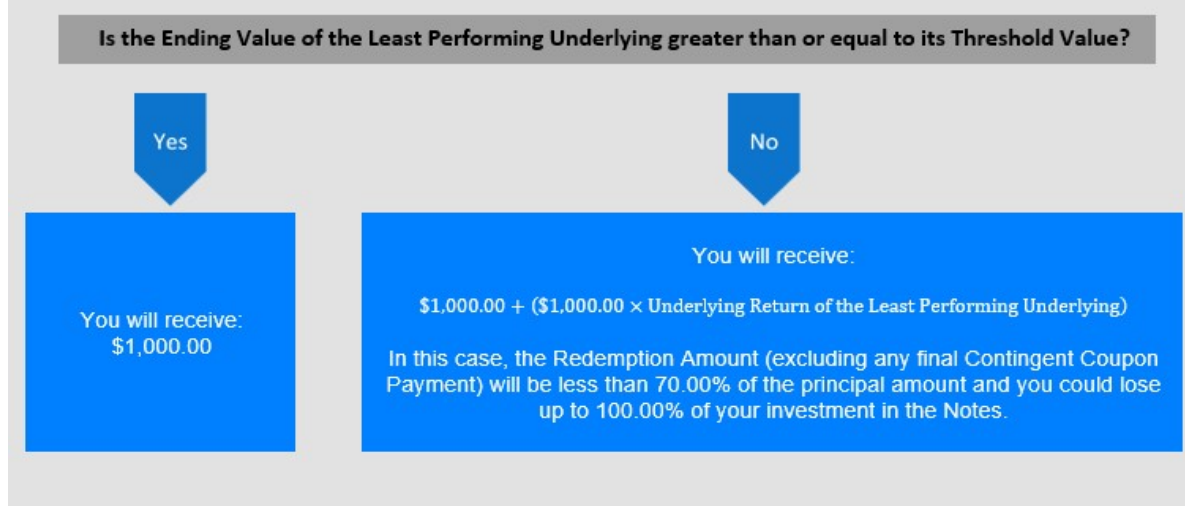 Is the Ending Value of the Least Performing Underlying greater than or equal to its Threshold Value?
Yes
No
You will receive:
$1,000.00
You will receive:
$1,000.00 + ($1,000.00 × Underlying Return of the Least Performing Underlying)
In this case, the Redemption Amount (excluding any final Contingent Coupon
Payment) will be less than 70.00% of the principal amount and you could lose
up to 100.00% of your investment in the Notes.